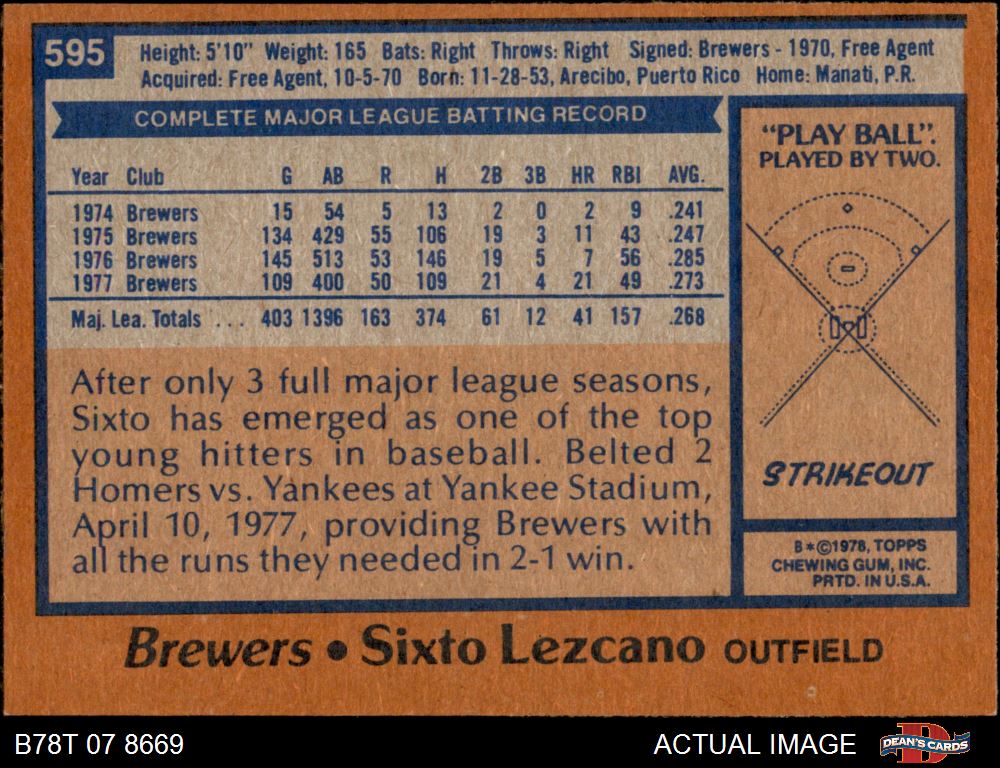 595
Height: 5'10" Weight: 165 Bats: Right Throws: Right Signed: Brewers - 1970, Free Agent
Acquired: Free Agent, 10-5-70 Born: 11-28-53, Arecibo, Puerto Rico Home: Manati, P.R.
COMPLETE MAJOR LEAGUE BATTING RECORD
Year Club G AB R H 2B 3B HR RBI AVG.
1974 Brewers 15 54 5 13 2 0 2 9 .241
1975 Brewers 134 429 55 106 19 3 11 43 .247
1976 Brewers 145 513 53 146 19 5 7 56 .285
1977 Brewers 109 400 50 109 21 4 21 49 .273
Maj. Lea. Totals ... 403 1396 163 374 61 12 41 157 .268
After only 3 full major league seasons,
Sixto has emerged as one of the top
young hitters in baseball. Belted 2
Homers vs. Yankees at Yankee Stadium,
April 10, 1977, providing Brewers with
all the runs they needed in 2-1 win.
"PLAY BALL".
PLAYED BY TWO.
STRIKEOUT
B*©1978, TOPPS
CHEWING GUM, INC.
PRTD. IN U.S.A.
Brewers • Sixto Lezcano OUTFIELD
B78T 07 8669
ACTUAL IMAGE
DEAN'S CARDS